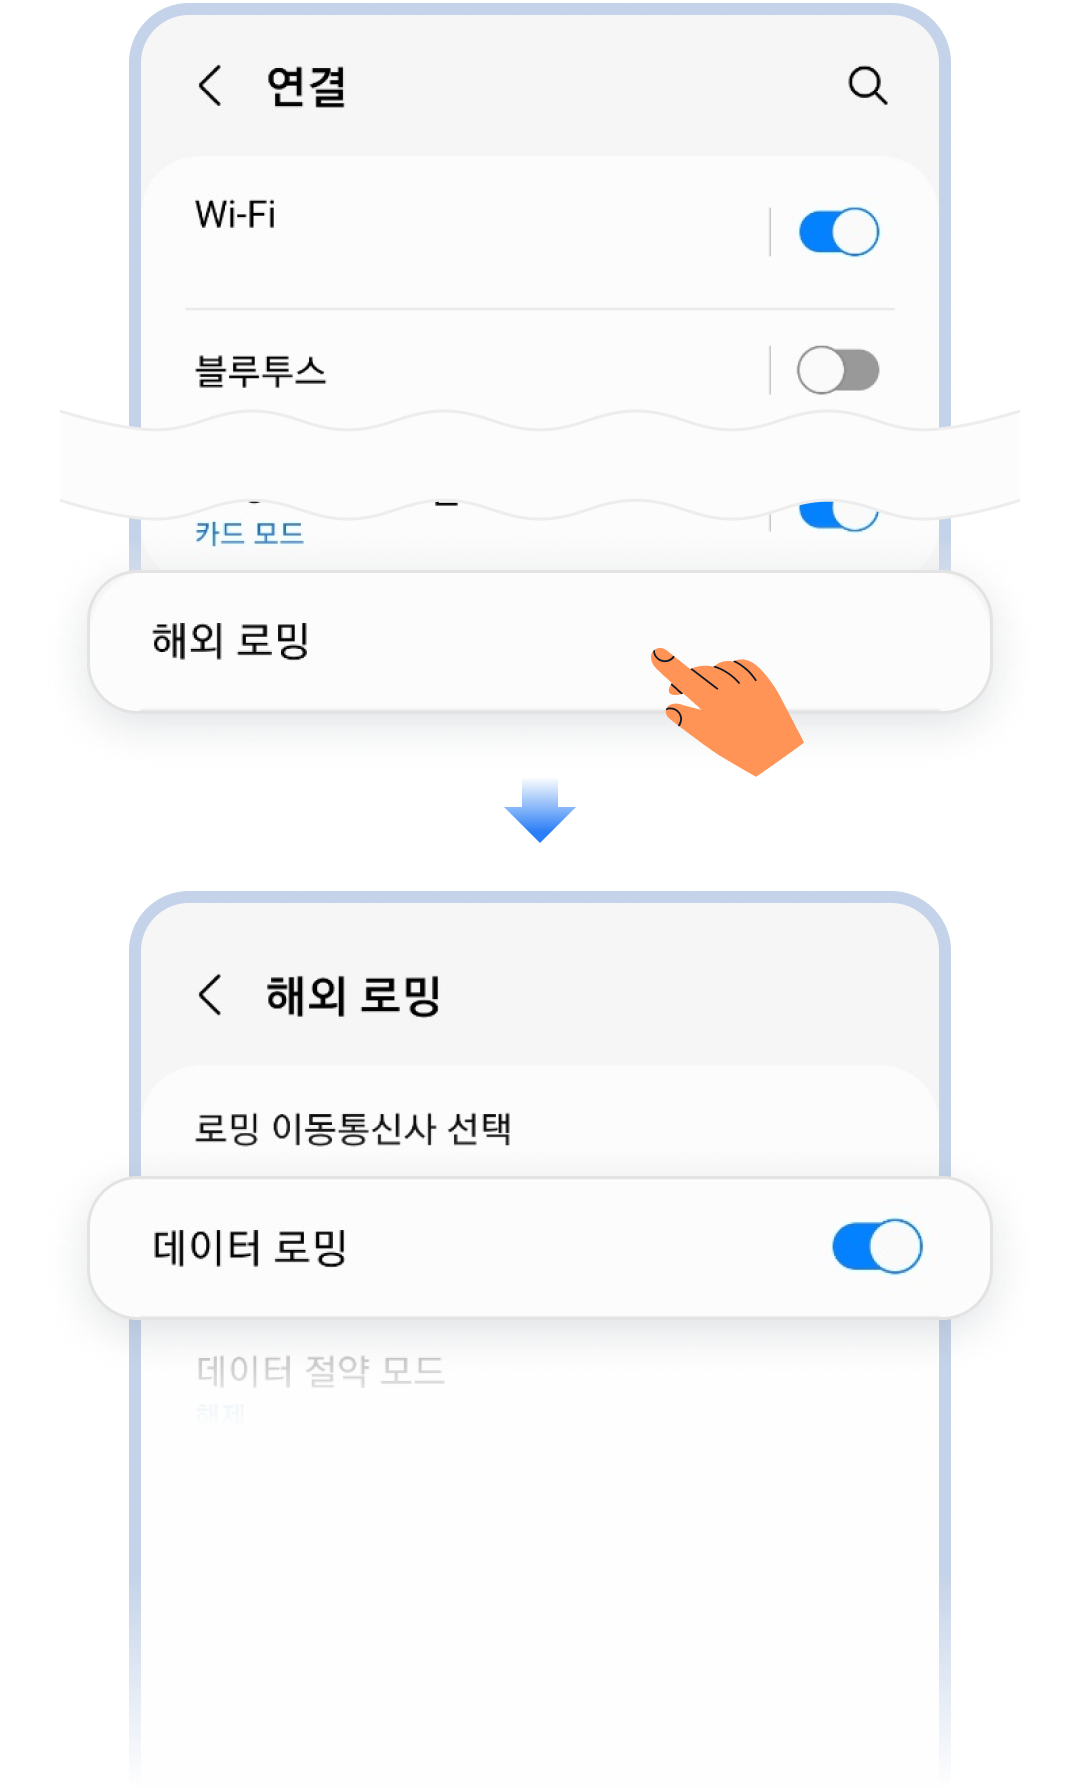 연결
Wi-Fi
블루투스
카드 모드
해외 로밍
해외 로밍
로밍 이동통신사 선택
데이터 로밍
데이터 절약 모드
해제